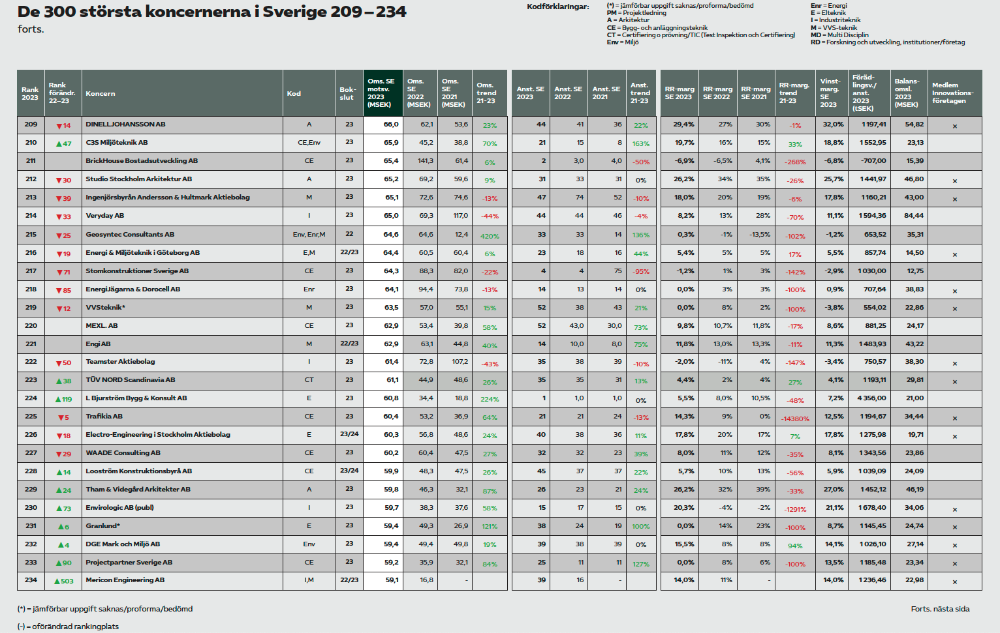 De 300 största koncernerna i Sverige 209–234
forts.
Kodförklaringar:
(*) = jämförbar uppgift saknas/proforma/bedömd
PM = Projektledning
A = Arkitektur
CE = Bygg- och anläggningsteknik
CT = Certifiering o prövning/TIC (Test Inspektion och Certifiering)
Env = Miljö
Enr = Energi
E = Elteknik
I = Industriteknik
M = VVS-teknik
MD = Multi Disciplin
RD = Forskning och utveckling, institutioner/företag
Rank 2023 | Rank förändr. 22–23 | Koncern | Kod | Bok-slut | Oms. SE motsv. 2023 (MSEK) | Oms. SE 2022 (MSEK) | Oms. SE 2021 (MSEK) | Oms. trend 21-23 | Anst. SE 2023 | Anst. SE 2022 | Anst. SE 2021 | Anst. trend 21-23 | RR-marg SE 2023 | RR-marg SE 2022 | RR-marg SE 2021 | RR-marg. trend 21-23 | Vinst-marg. SE 2023 | Föräd-lingsv./anst. 2023 (tSEK) | Balans-omsl. 2023 (MSEK) | Medlem Innovations-företagen
209 ▼14 DINELLJOHANSSON AB A 23 66,0 62,1 53,6 23% 44 41 36 22% 29,4% 27% 30% -1% 32,0% 1 197,41 54,82 ×
210 ▲47 C3S Miljöteknik AB CE,Env 23 65,9 45,2 38,8 70% 21 15 8 163% 19,7% 16% 15% 33% 18,8% 1 552,95 23,13
211 BrickHouse Bostadsutveckling AB CE 23 65,4 141,3 61,4 6% 2 3,0 4,0 -50% -6,9% -6,5% 4,1% -268% -6,8% -707,00 15,39
212 ▼30 Studio Stockholm Arkitektur AB A 23 65,2 69,2 59,6 9% 31 33 31 0% 26,2% 34% 35% -26% 25,7% 1 441,97 46,80 ×
213 ▼39 Ingenjörsbyrån Andersson & Hultmark Aktiebolag M 23 65,1 72,6 74,6 -13% 47 74 52 -10% 18,0% 20% 19% -6% 17,8% 1 160,21 43,00 ×
214 ▼33 Veryday AB I 23 65,0 69,3 117,0 -44% 44 44 46 -4% 8,2% 13% 28% -70% 11,1% 1 594,36 84,44
215 ▼25 Geosyntec Consultants AB Env, Enr,M 22 64,6 64,6 12,4 420% 33 33 14 136% 0,3% -1% -13,5% -102% -1,2% 653,52 35,31
216 ▼19 Energi & Miljöteknik i Göteborg AB E,M 22/23 64,4 60,5 60,4 6% 23 18 16 44% 5,4% 5% 5% 17% 5,5% 857,74 14,50 ×
217 ▼71 Stomkonstruktioner Sverige AB CE 23 64,3 88,3 82,0 -22% 4 4 75 -95% -1,2% 1% 3% -142% -2,9% 1 030,00 12,75
218 ▼85 EnergiJägarna & Dorocell AB Enr 23 64,1 94,4 73,8 -13% 14 13 14 0% 0,0% 3% 3% -100% 0,9% 707,64 38,83 ×
219 ▼12 VVSteknik* M 23 63,5 57,0 55,1 15% 52 38 43 21% 0,0% 8% 2% -100% -3,8% 554,02 22,86 ×
220 MEXL. AB CE 23 62,9 53,4 39,8 58% 52 43,0 30,0 73% 9,8% 10,7% 11,8% -17% 8,6% 881,25 24,17
221 Engi AB M 22/23 62,9 63,1 44,8 40% 14 10,0 8,0 75% 11,8% 13,0% 13,3% -11% 11,3% 1 483,93 43,22
222 ▼50 Teamster Aktiebolag I 23 61,4 72,8 107,2 -43% 35 38 39 -10% -2,0% -11% 4% -147% -3,4% 750,57 38,30 ×
223 ▲38 TÜV NORD Scandinavia AB CT 23 61,1 44,9 48,6 26% 35 35 31 13% 4,4% 2% 4% 27% 4,1% 1 193,11 29,81 ×
224 ▲119 L Bjurström Bygg & Konsult AB E 23 60,8 34,4 18,8 224% 1 1,0 1,0 0% 5,5% 8,0% 10,5% -48% 7,2% 4 356,00 21,00
225 ▼5 Trafikia AB CE 23 60,4 53,2 36,9 64% 21 21 24 -13% 14,3% 9% 0% -14380% 12,5% 1 194,67 34,44 ×
226 ▼18 Electro-Engineering i Stockholm Aktiebolag E 23/24 60,3 56,8 48,6 24% 40 38 36 11% 17,8% 20% 17% 7% 17,8% 1 275,98 19,71 ×
227 ▼29 WAADE Consulting AB CE 23 60,2 60,4 47,5 27% 32 32 23 39% 8,0% 11% 12% -35% 8,1% 1 343,56 23,86
228 ▲14 Looström Konstruktionsbyrå AB CE 23/24 59,9 48,3 47,5 26% 45 37 37 22% 5,7% 10% 13% -56% 5,9% 1 039,09 24,09
229 ▲24 Tham & Videgård Arkitekter AB A 23 59,8 46,3 32,1 87% 26 23 21 24% 26,2% 32% 39% -33% 27,0% 1 452,12 46,19
230 ▲73 Envirologic AB (publ) I 23 59,7 38,3 37,6 58% 15 17 15 0% 20,3% -4% -2% -1291% 21,1% 1 678,40 34,06 ×
231 ▲6 Granlund* E 23 59,4 49,3 26,9 121% 38 24 19 100% 0,0% 14% 23% -100% 8,7% 1 145,45 24,74 ×
232 ▲4 DGE Mark och Miljö AB Env 23 59,4 49,4 49,8 19% 39 38 39 0% 15,5% 8% 8% 94% 14,1% 1 026,10 27,14 ×
233 ▲90 Projectpartner Sverige AB CE 23 59,2 35,9 32,1 84% 25 11 11 127% 0,0% 8% 6% -100% 13,5% 1 185,48 23,34 ×
234 ▲503 Mericon Engineering AB I,M 22/23 59,1 16,8 - 39 16 - 14,0% 11% - 14,0% 1 236,46 22,98 ×
(*) = jämförbar uppgift saknas/proforma/bedömd
Forts. nästa sida
(-) = oförändrad rankingplats